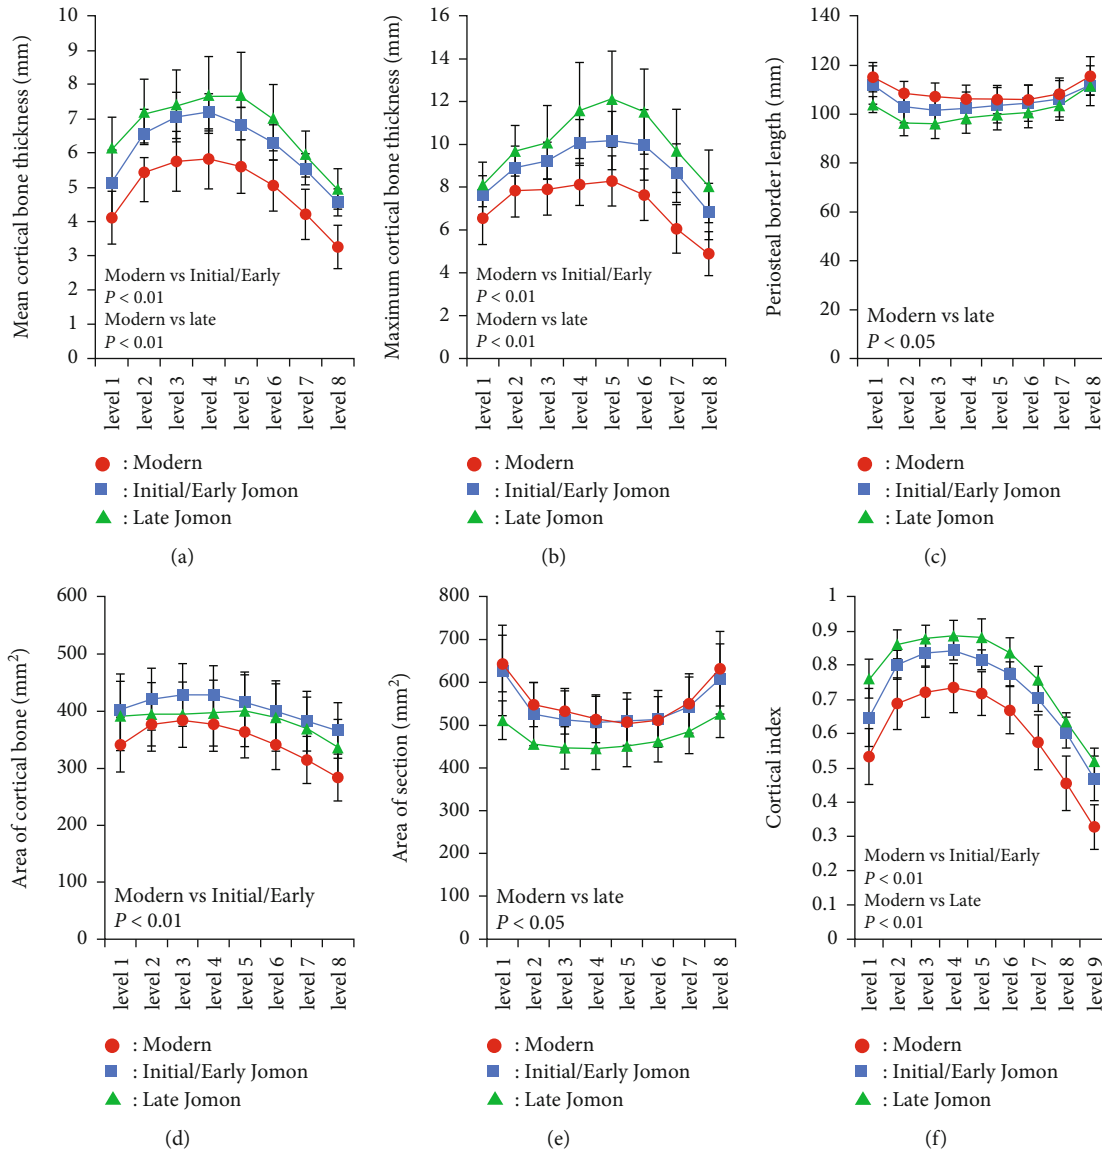 Mean cortical bone thickness (mm)
10
9
8
7
6
5
4
3
2
1
0
Modern vs Initial/Early
P < 0.01
Modern vs late
P < 0.01
level 1
level 2
level 3
level 4
level 5
level 6
level 7
level 8
: Modern
: Initial/Early Jomon
: Late Jomon
(a)
Maximum cortical bone thickness (mm)
16
14
12
10
8
6
4
2
0
Modern vs Initial/Early
P < 0.01
Modern vs late
P < 0.01
level 1
level 2
level 3
level 4
level 5
level 6
level 7
level 8
: Modern
: Initial/Early Jomon
: Late Jomon
(b)
Periosteal border length (mm)
140
120
100
80
60
40
20
0
Modern vs late
P < 0.05
level 1
level 2
level 3
level 4
level 5
level 6
level 7
level 8
: Modern
: Initial/Early Jomon
: Late Jomon
(c)
Area of cortical bone (mm²)
600
500
400
300
400
100
0
Modern vs Initial/Early
P < 0.01
level 1
level 2
level 3
level 4
level 5
level 6
level 7
level 8
: Modern
: Initial/Early Jomon
: Late Jomon
(d)
Area of section (mm²)
800
700
600
500
400
300
200
100
0
Modern vs late
P < 0.05
level 1
level 2
level 3
level 4
level 5
level 6
level 7
level 8
: Modern
: Initial/Early Jomon
: Late Jomon
(e)
Cortical index
1
0.9
0.8
0.7
0.6
0.5
0.4
0.3
0.2
0.1
0
Modern vs Initial/Early
P < 0.01
Modern vs Late
P < 0.01
level 1
level 2
level 3
level 4
level 5
level 6
level 7
level 8
level 9
: Modern
: Initial/Early Jomon
: Late Jomon
(f)